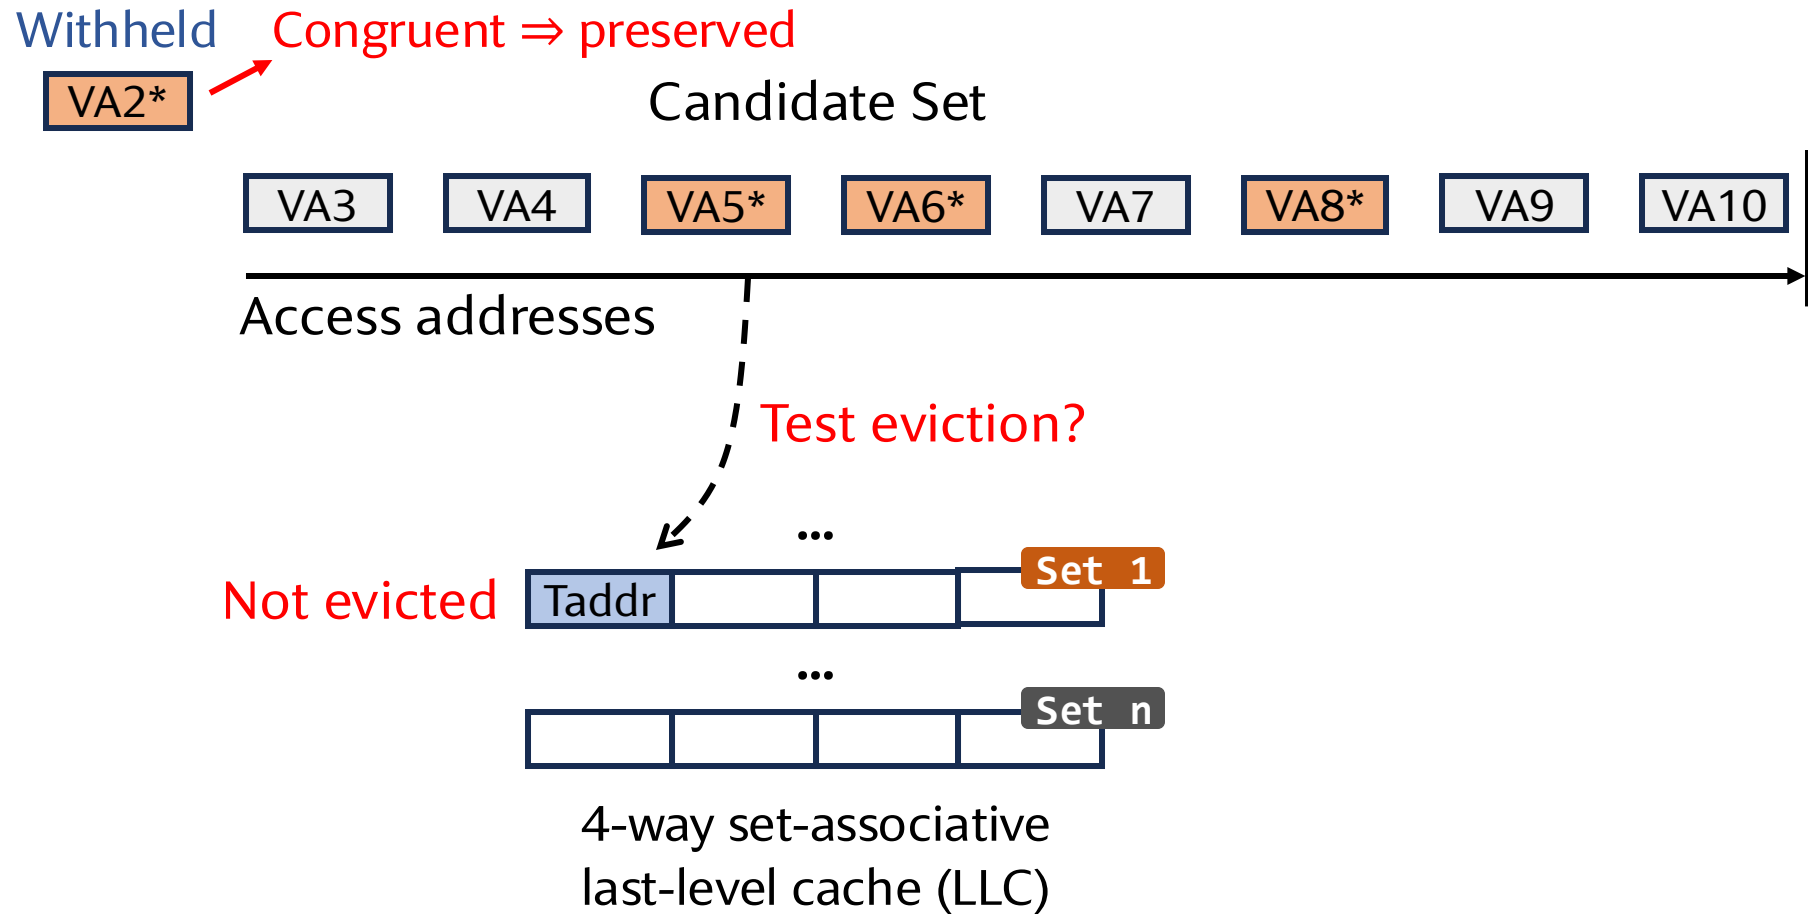 Withheld
Congruent ⇒ preserved
VA2*
Candidate Set
VA3 VA4 VA5* VA6* VA7 VA8* VA9 VA10
Access addresses
Test eviction?
...
Set 1
Not evicted
Taddr
...
Set n
4-way set-associative
last-level cache (LLC)